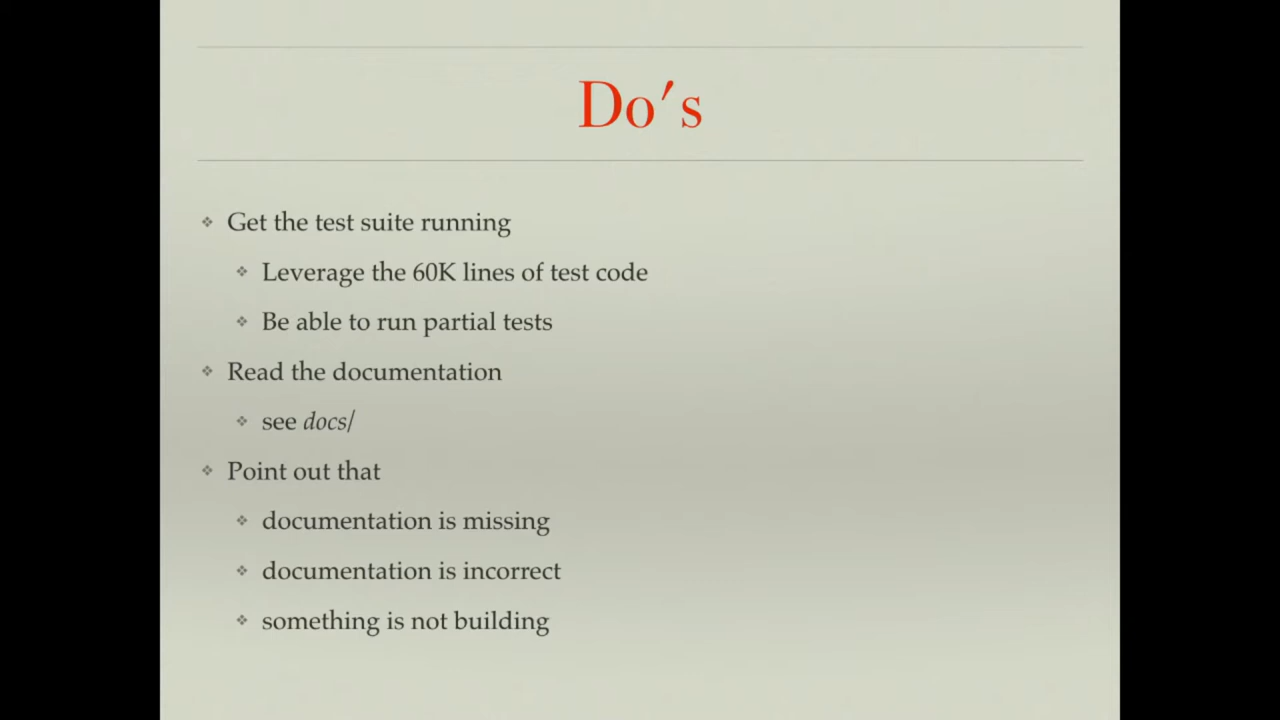 Do's
Get the test suite running
Leverage the 60K lines of test code
Be able to run partial tests
Read the documentation
see docs/
Point out that
documentation is missing
documentation is incorrect
something is not building